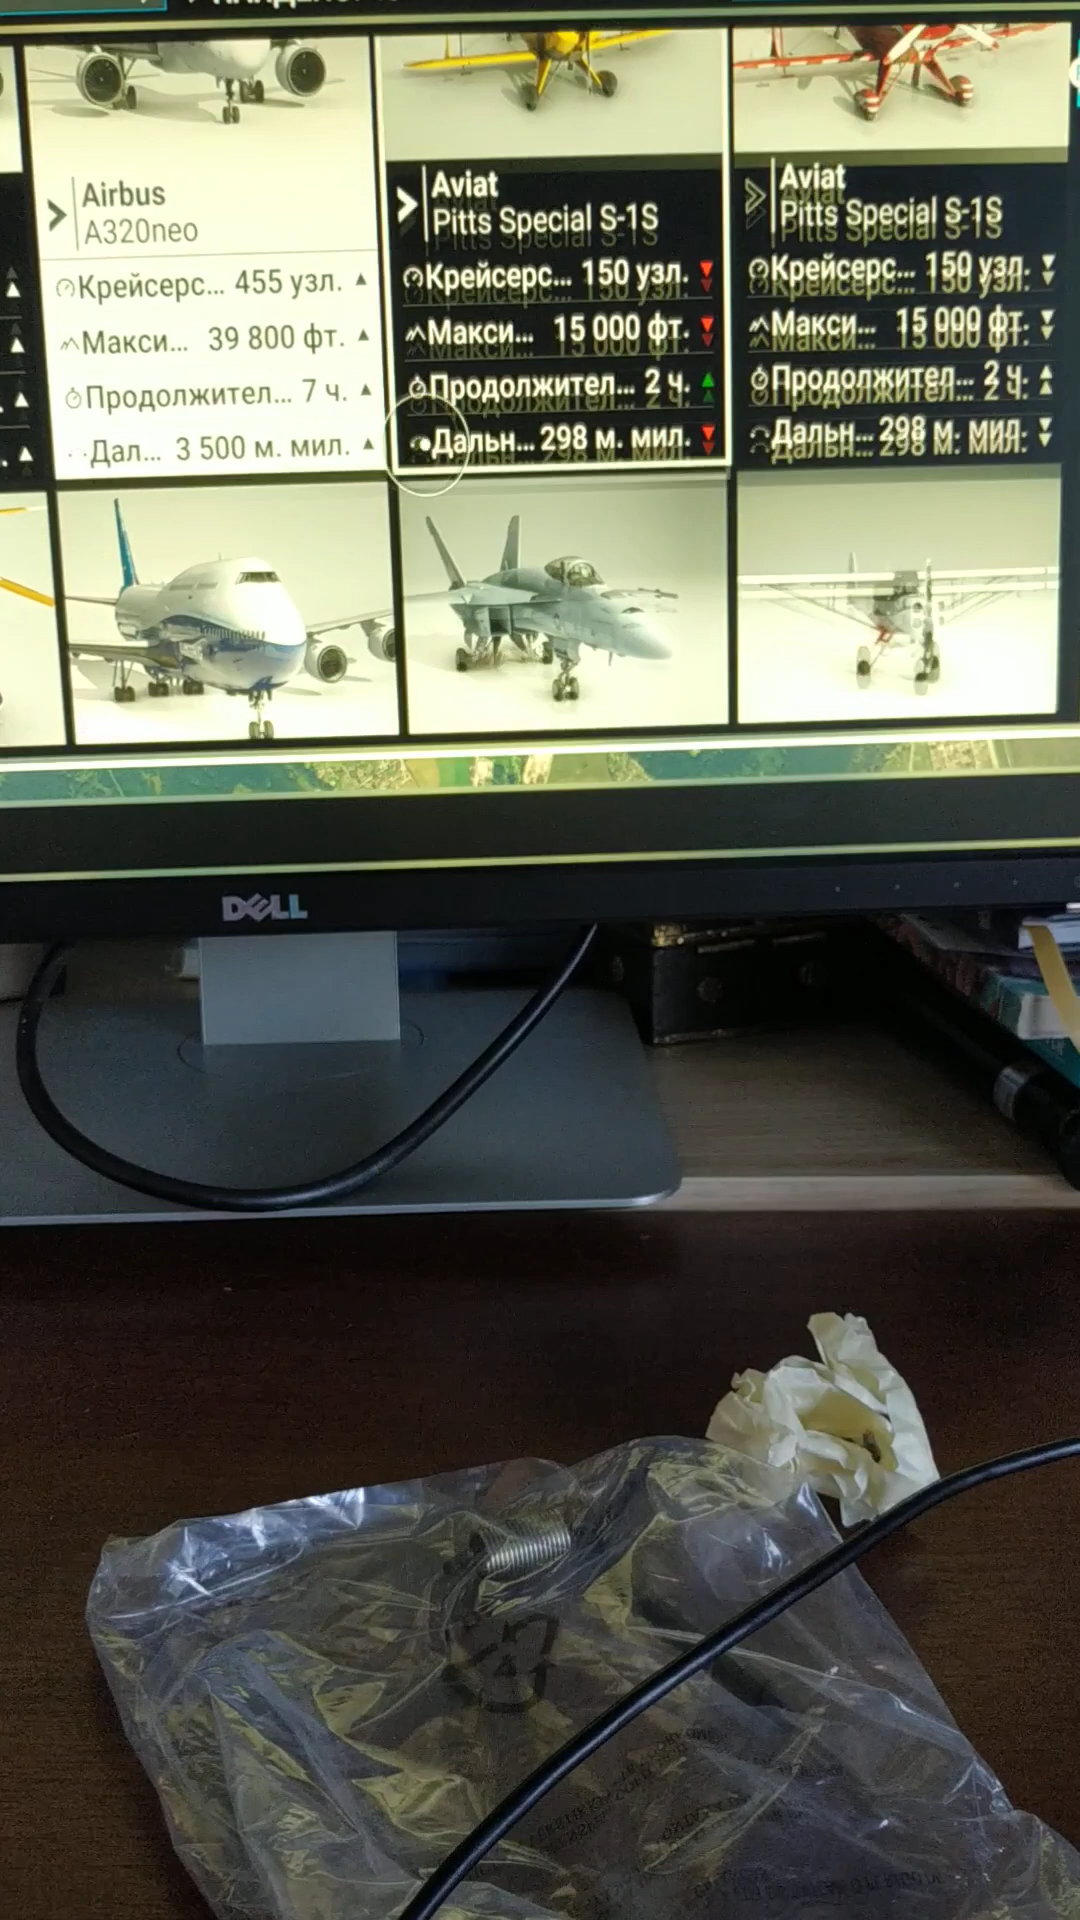 Airbus
A320neo
Крейсерс... 455 узл.
Макси... 39 800 фт.
Продолжител... 7 ч.
Дал... 3 500 м. мил.
Aviat
Pitts Special S-1S
Крейсерс... 150 узл.
Макси... 15 000 фт.
Продолжител... 2 ч.
Дальн... 298 м. мил.
Aviat
Pitts Special S-1S
Крейсерс... 150 узл.
Макси... 15 000 фт.
Продолжител... 2 ч.
Дальн... 298 м. мил.
DELL
4